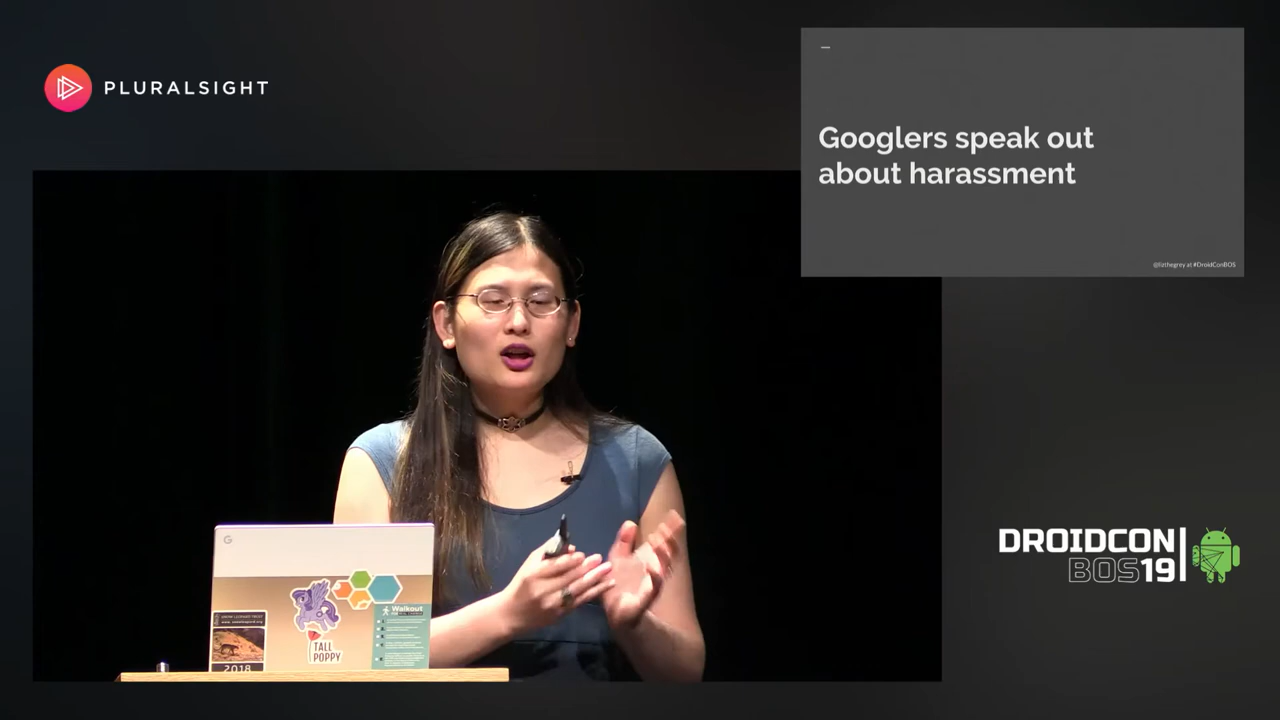 PLURALSIGHT
–
Googlers speak out
about harassment
@lizthegrey at #DroidConBOS
DROIDCON
BOS19
G
Walkout
TALL
POPPY
2018